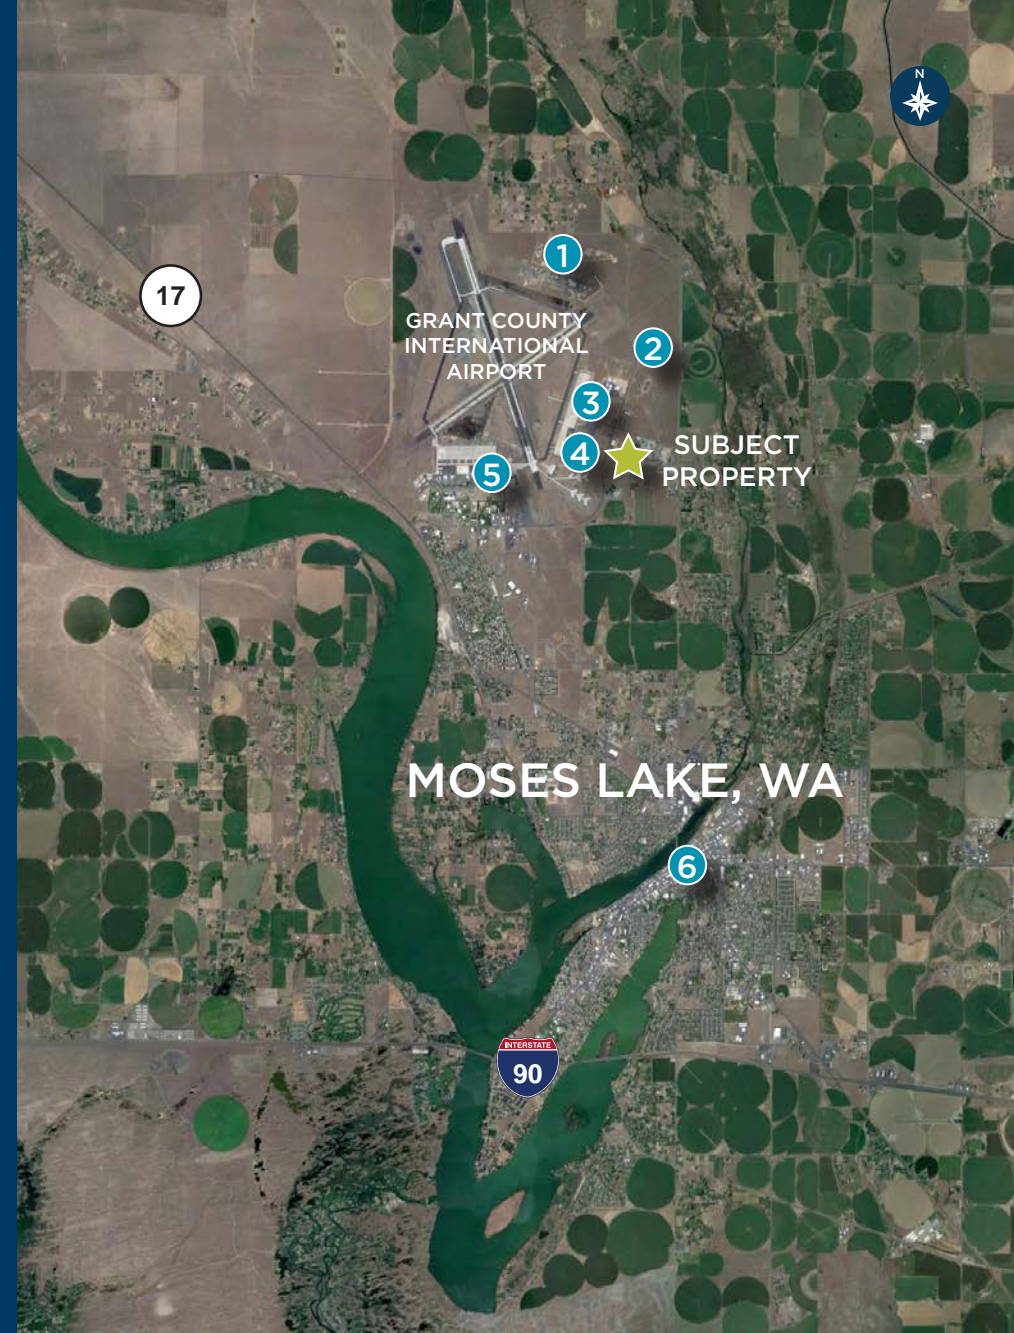 N
1
17
GRANT COUNTY
INTERNATIONAL
AIRPORT
2
3
4
SUBJECT
PROPERTY
5
MOSES LAKE, WA
6
INTERSTATE
90